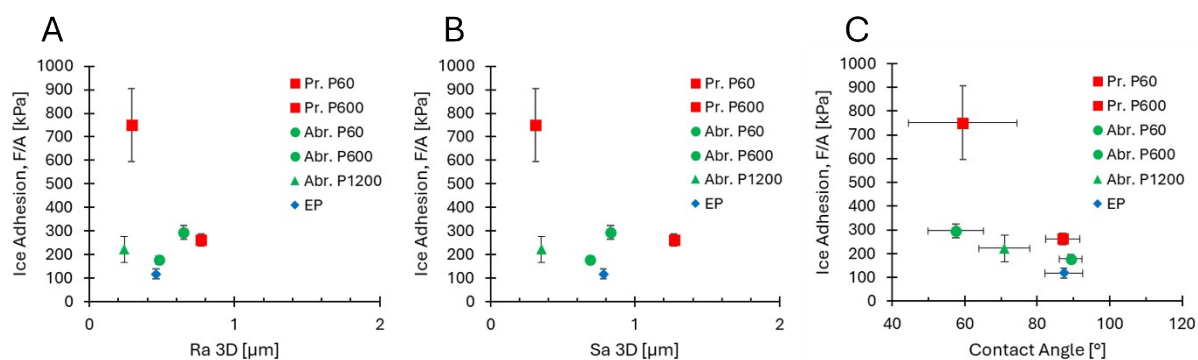 A
B
C
Ice Adhesion, F/A [kPa]
1000
900
800
700
600
500
400
300
200
100
0
0
1
2
Ra 3D [µm]
Pr. P60
Pr. P600
Abr. P60
Abr. P600
Abr. P1200
EP
Ice Adhesion, F/A [kPa]
1000
900
800
700
600
500
400
300
200
100
0
0
1
2
Sa 3D [µm]
Pr. P60
Pr. P600
Abr. P60
Abr. P600
Abr. P1200
EP
Ice Adhesion, F/A [kPa]
1000
900
800
700
600
500
400
300
200
100
0
40
60
80
100
120
Contact Angle [°]
Pr. P60
Pr. P600
Abr. P60
Abr. P600
Abr. P1200
EP